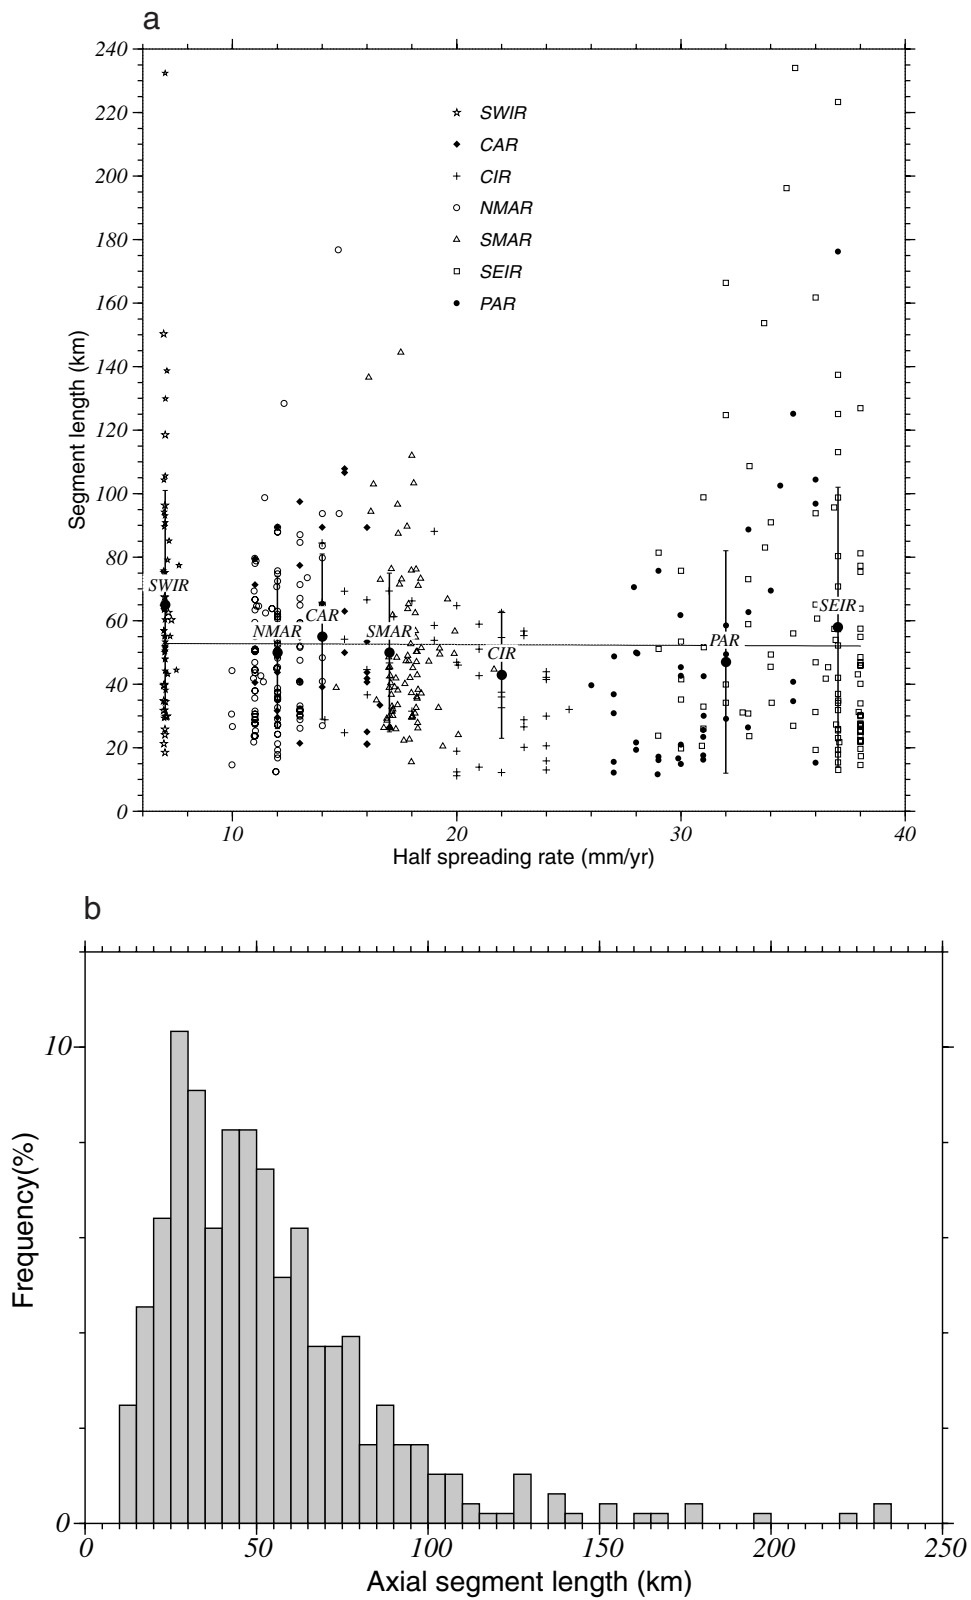 a
240
220
200
180
160
140
120
100
80
60
40
20
0
Segment length (km)
SWIR
CAR
CIR
NMAR
SMAR
SEIR
PAR
SWIR
NMAR
CAR
SMAR
CIR
PAR
SEIR
10 20 30 40
Half spreading rate (mm/yr)
b
10
0
Frequency(%)
0 50 100 150 200 250
Axial segment length (km)